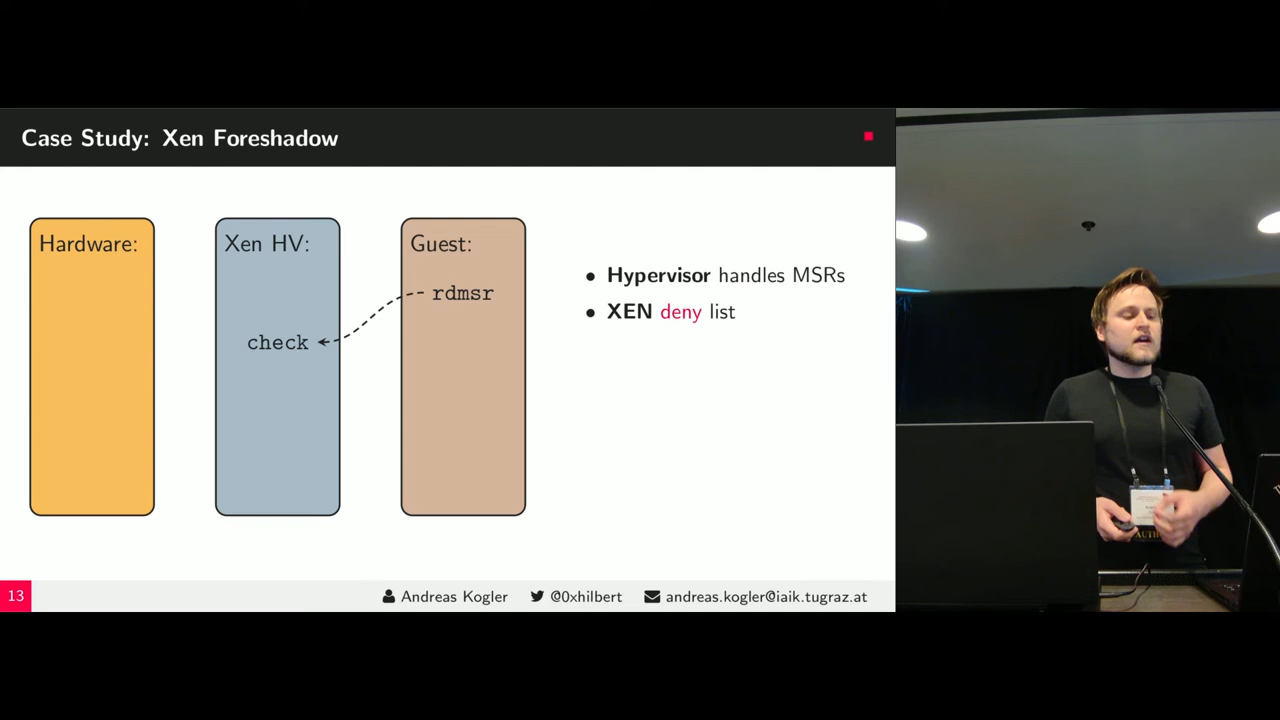 Case Study: Xen Foreshadow
Hardware:
Xen HV:
Guest:
rdmsr
check
• Hypervisor handles MSRs
• XEN deny list
13
Andreas Kogler
@0xhilbert
andreas.kogler@iaik.tugraz.at